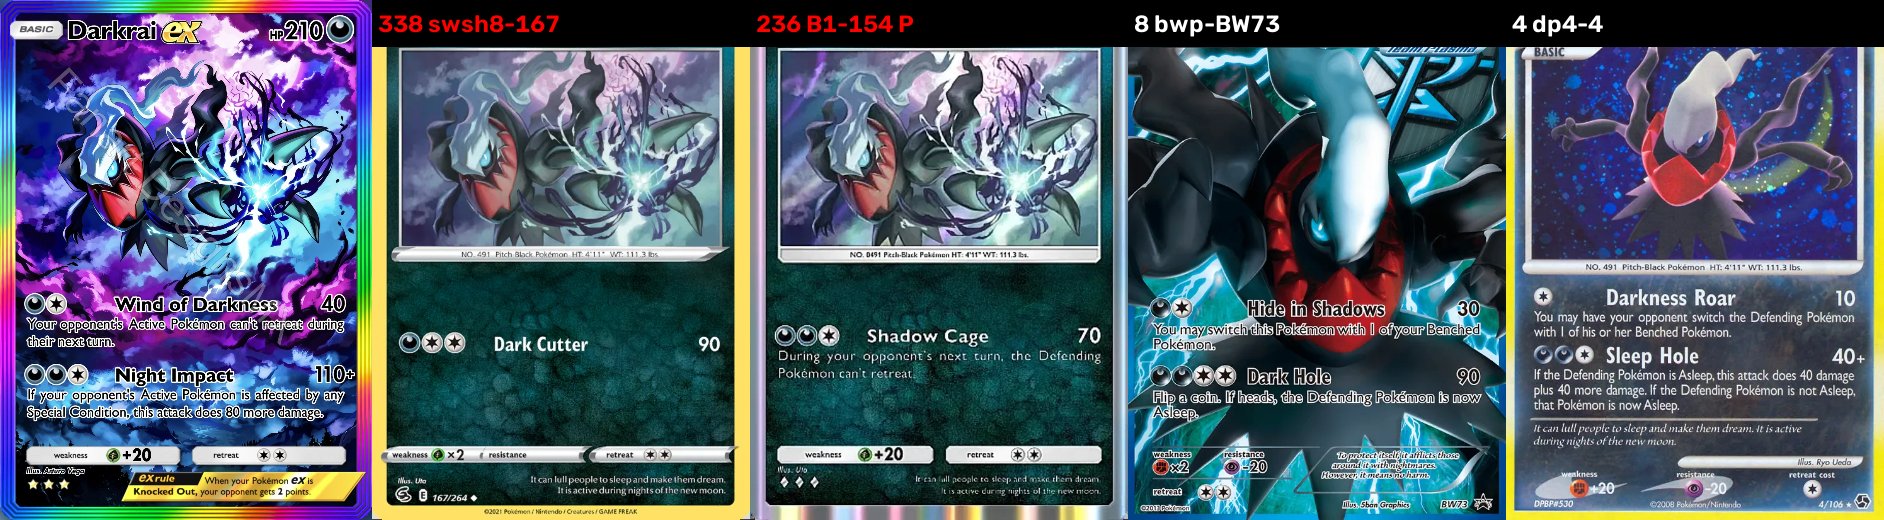 BASIC Darkrai ex HP 210
For Review
Wind of Darkness 40
Your opponent's Active Pokémon can't retreat during
their next turn.
Night Impact 110+
If your opponent's Active Pokémon is affected by any
Special Condition, this attack does 80 more damage.
weakness +20 retreat
ex rule
When your Pokémon ex is
Knocked Out, your opponent gets 2 points.
338 swsh8-167
NO. 491 Pitch-Black Pokémon HT: 4'11" WT: 111.3 lbs.
Dark Cutter 90
weakness ×2 resistance retreat
Illus. Uta
It can lull people to sleep and make them dream.
It is active during nights of the new moon.
E 167/264
©2021 Pokémon / Nintendo / Creatures / GAME FREAK
236 B1-154 P
NO. 0491 Pitch-Black Pokémon HT: 4'11" WT: 111.3 lbs.
Shadow Cage 70
During your opponent's next turn, the Defending
Pokémon can't retreat.
weakness +20 retreat
Illus. Uta
It can lull people to sleep and make them dream.
It is active during nights of the new moon.
8 bwp-BW73
Team Plasma
Hide in Shadows 30
You may switch this Pokémon with 1 of your Benched
Pokémon.
Dark Hole 90
Flip a coin. If heads, the Defending Pokémon is now
Asleep.
weakness resistance
×2 -20
retreat
To protect itself, it afflicts those
around it with nightmares.
However, it means no harm.
©2013 Pokémon
Illus. 5ban Graphics
BW73
4 dp4-4
BASIC
NO. 491 Pitch-Black Pokémon HT: 4'11" WT: 111.3 lbs.
Darkness Roar 10
You may have your opponent switch the Defending Pokémon
with 1 of his or her Benched Pokémon.
Sleep Hole 40+
If the Defending Pokémon is Asleep, this attack does 40 damage
plus 40 more damage. If the Defending Pokémon is not Asleep,
that Pokémon is now Asleep.
It can lull people to sleep and make them dream. It is active
during nights of the new moon.
Illus. Ryo Ueda
weakness resistance retreat cost
+20 -20
DPBP#530
©2008 Pokémon/Nintendo
4/106